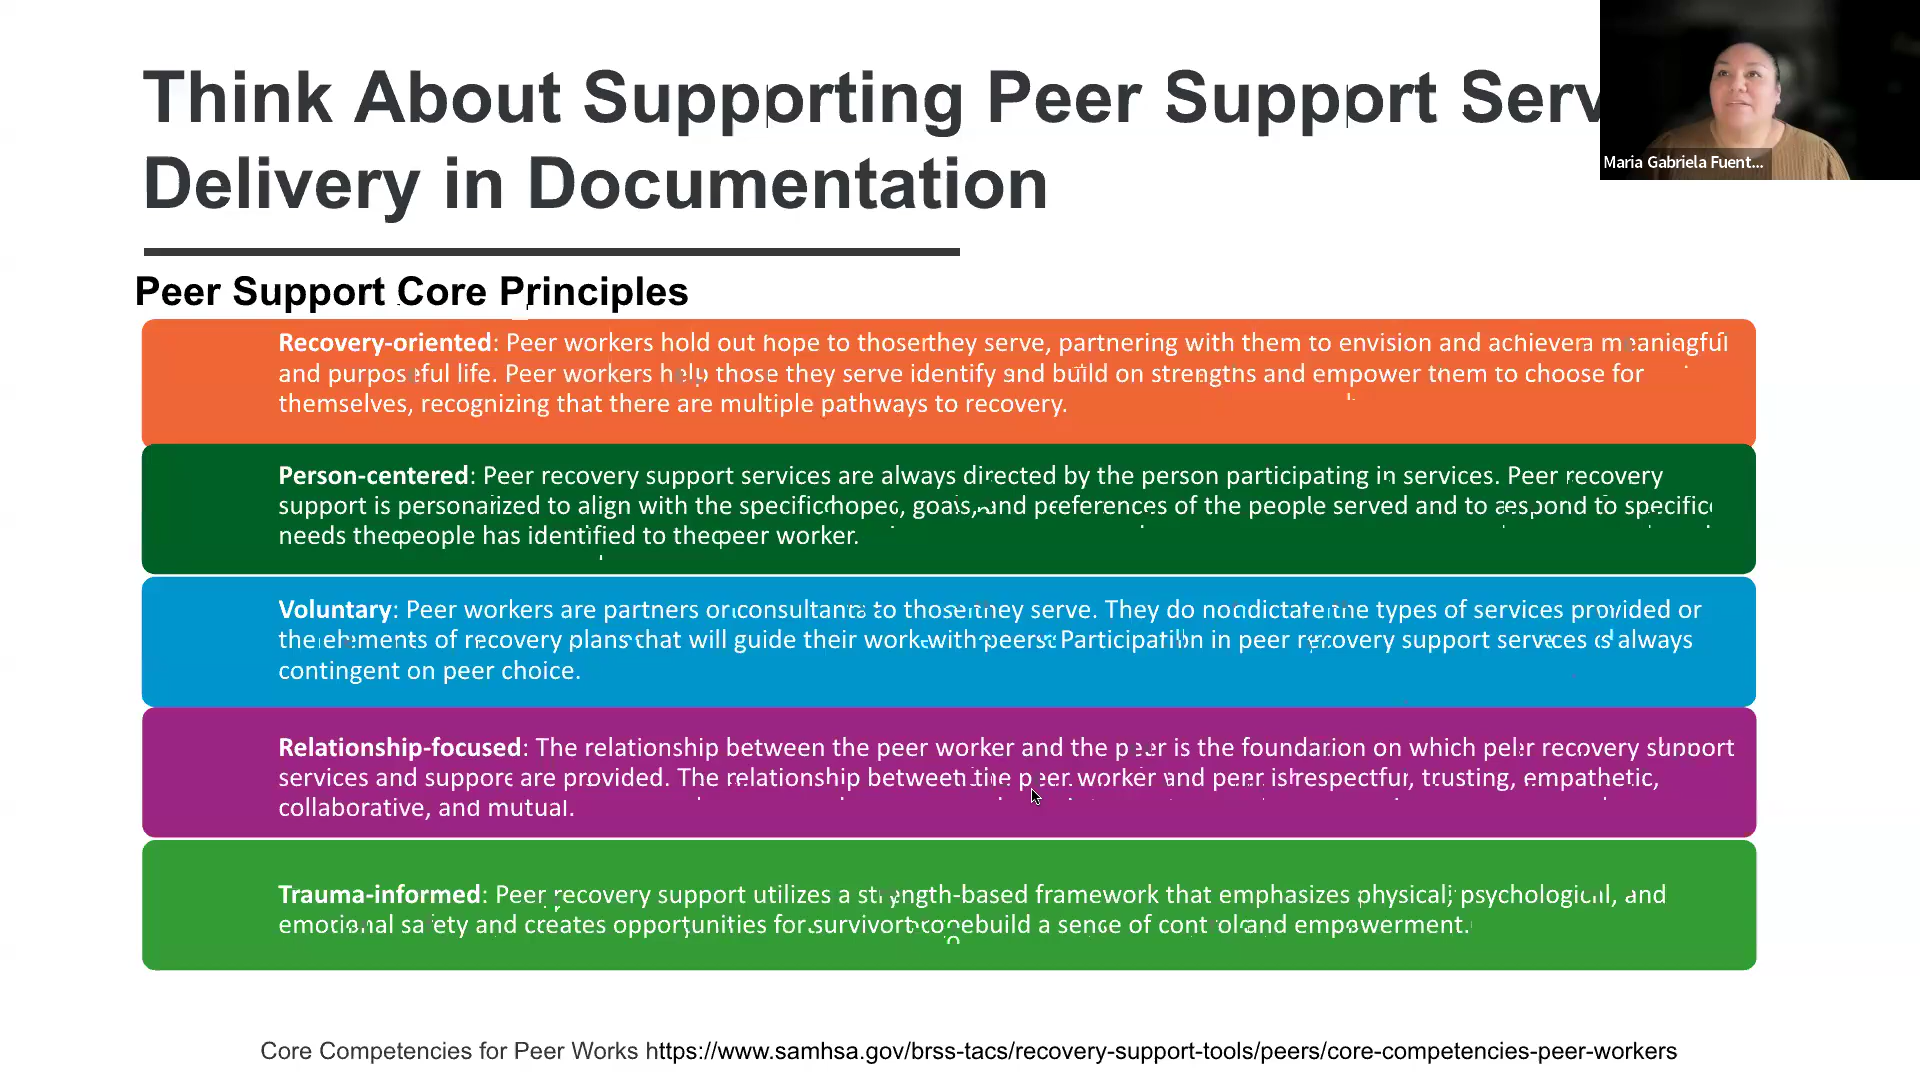 Think About Supporting Peer Support Serv
Delivery in Documentation
Maria Gabriela Fuent...
Peer Support Core Principles
Recovery-oriented: Peer workers hold out hope to those they serve, partnering with them to envision and achieve a meaningful
and purposeful life. Peer workers help those they serve identify and build on strengths and empower them to choose for
themselves, recognizing that there are multiple pathways to recovery.
Person-centered: Peer recovery support services are always directed by the person participating in services. Peer recovery
support is personalized to align with the specific hopes, goals, and preferences of the people served and to respond to specific
needs the people has identified to the peer worker.
Voluntary: Peer workers are partners or consultants to those they serve. They do not dictate the types of services provided or
the elements of recovery plans that will guide their work with peers. Participation in peer recovery support services is always
contingent on peer choice.
Relationship-focused: The relationship between the peer worker and the peer is the foundation on which peer recovery support
services and support are provided. The relationship between the peer worker and peer is respectful, trusting, empathetic,
collaborative, and mutual.
Trauma-informed: Peer recovery support utilizes a strength-based framework that emphasizes physical, psychological, and
emotional safety and creates opportunities for survivors to rebuild a sense of control and empowerment.
Core Competencies for Peer Works https://www.samhsa.gov/brss-tacs/recovery-support-tools/peers/core-competencies-peer-workers